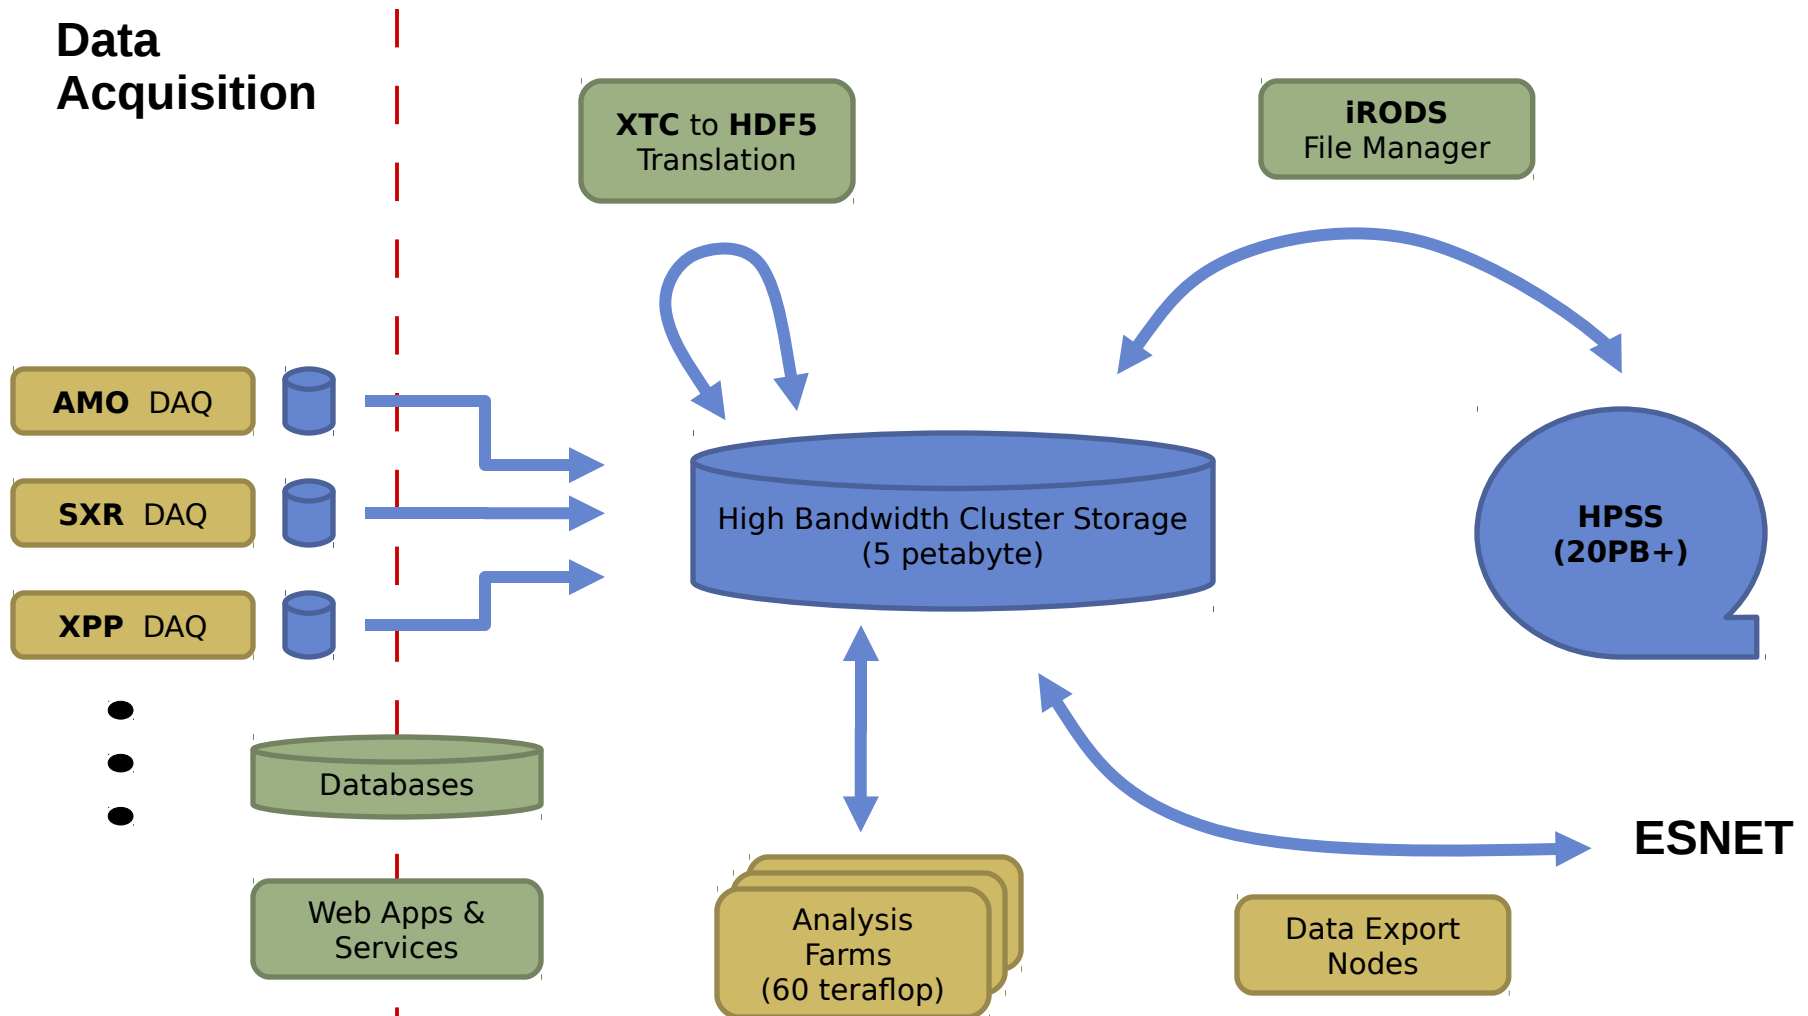 Data
Acquisition
XTC to HDF5
Translation
iRODS
File Manager
AMO DAQ
SXR DAQ
XPP DAQ
High Bandwidth Cluster Storage
(5 petabyte)
HPSS
(20PB+)
Databases
Web Apps &
Services
Analysis
Farms
(60 teraflop)
ESNET
Data Export
Nodes